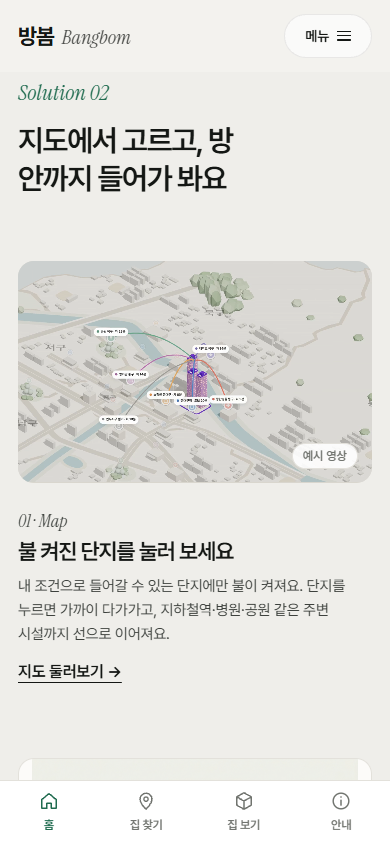 방봄 Bangbom
메뉴
Solution 02
지도에서 고르고, 방
안까지 들어가 봐요
서구
예시 영상
01 · Map
불 켜진 단지를 눌러 보세요
내 조건으로 들어갈 수 있는 단지에만 불이 켜져요. 단지를
누르면 가까이 다가가고, 지하철역·병원·공원 같은 주변
시설까지 선으로 이어져요.
지도 둘러보기 →
홈
집 찾기
집 보기
안내